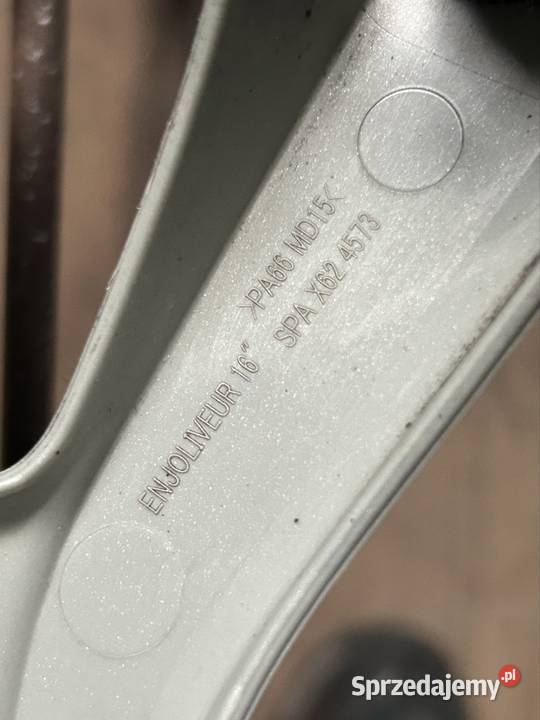 ENJOLIVEUR 16" >PA66 MD15<
SPA X62 4573
Sprzedajemy.pl